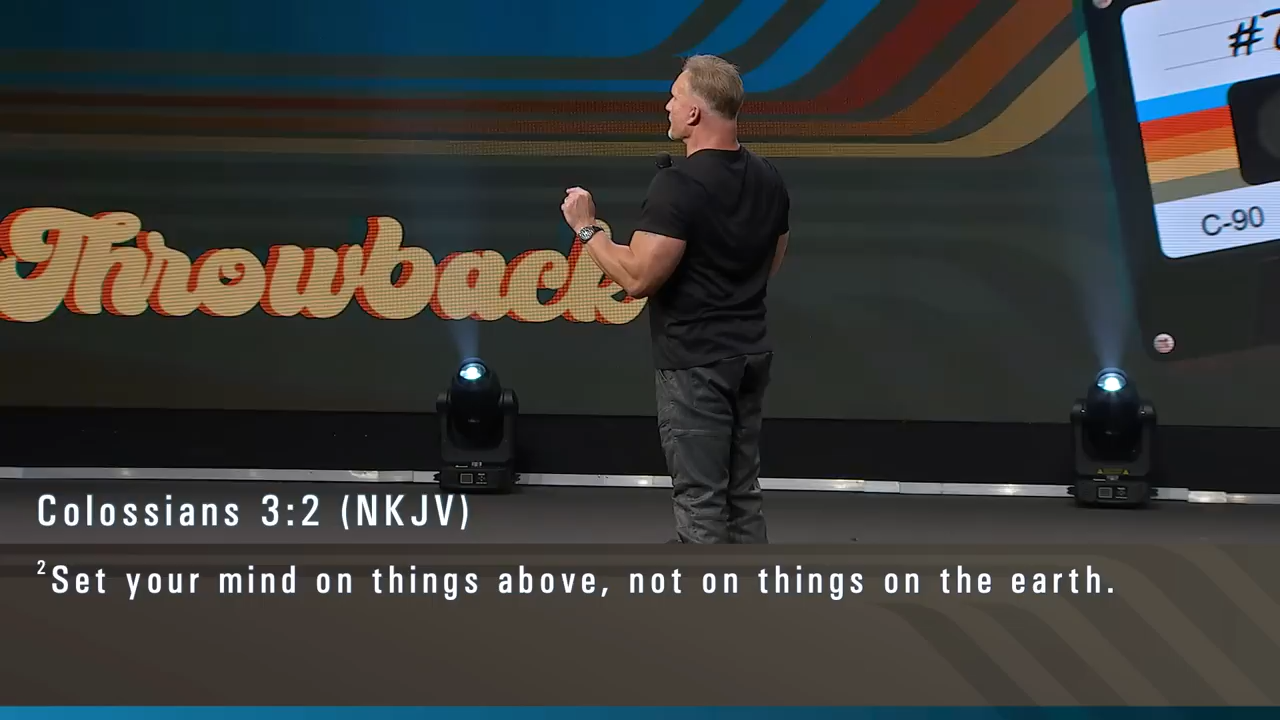 Throwback
C-90
Colossians 3:2 (NKJV)
²Set your mind on things above, not on things on the earth.